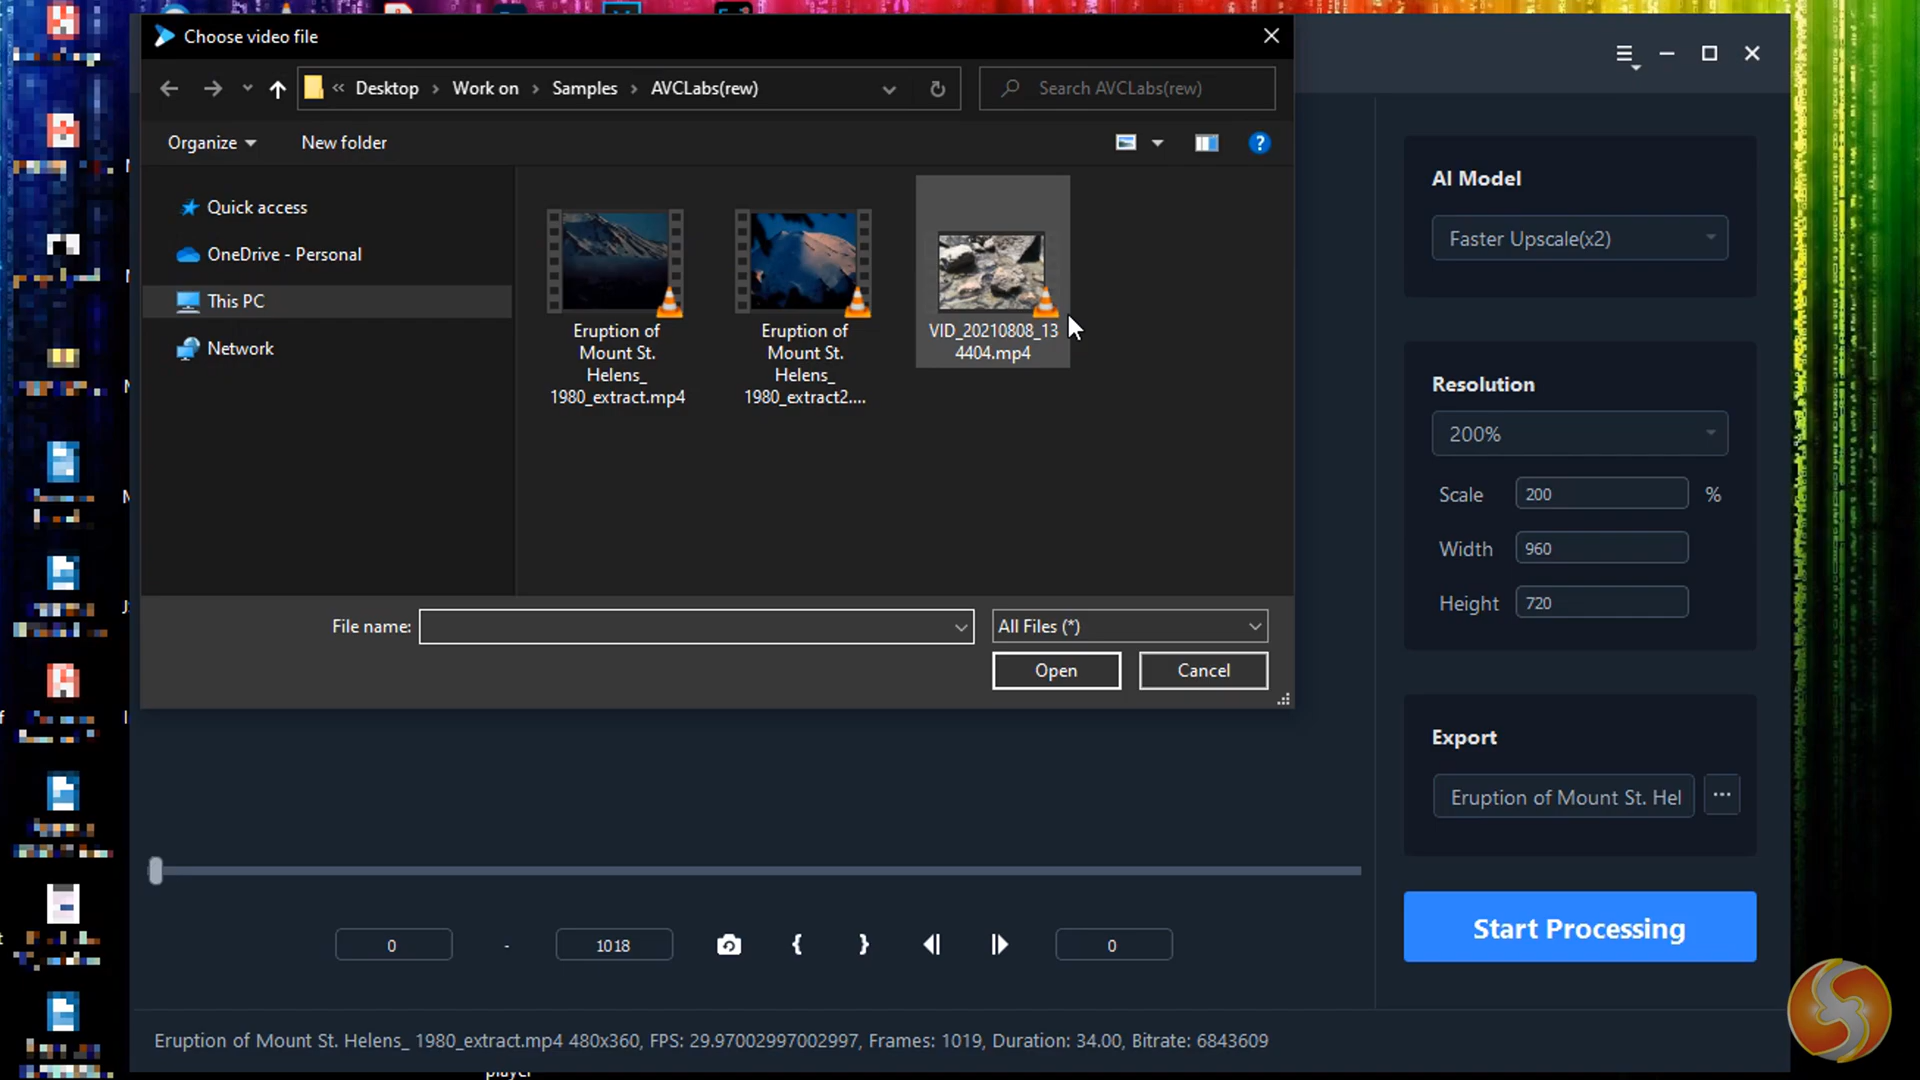 Choose video file
« Desktop › Work on › Samples › AVCLabs(rew)
Search AVCLabs(rew)
Organize
New folder
?
Quick access
OneDrive - Personal
This PC
Network
Eruption of
Mount St.
Helens_
1980_extract.mp4
Eruption of
Mount St.
Helens_
1980_extract2....
VID_20210808_13
4404.mp4
File name:
All Files (*)
Open
Cancel
AI Model
Faster Upscale(x2)
Resolution
200%
Scale 200 %
Width 960
Height 720
Export
Eruption of Mount St. Hel ...
Start Processing
0 - 1018 { } 0
Eruption of Mount St. Helens_ 1980_extract.mp4 480x360, FPS: 29.97002997002997, Frames: 1019, Duration: 34.00, Bitrate: 6843609
player